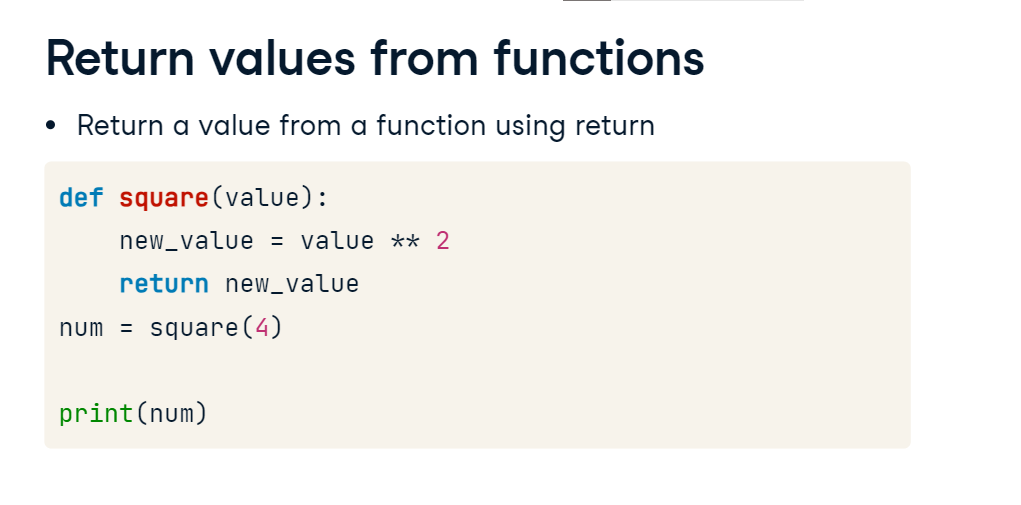 Return values from functions
• Return a value from a function using return
def square(value):
    new_value = value ** 2
    return new_value
num = square(4)
print(num)